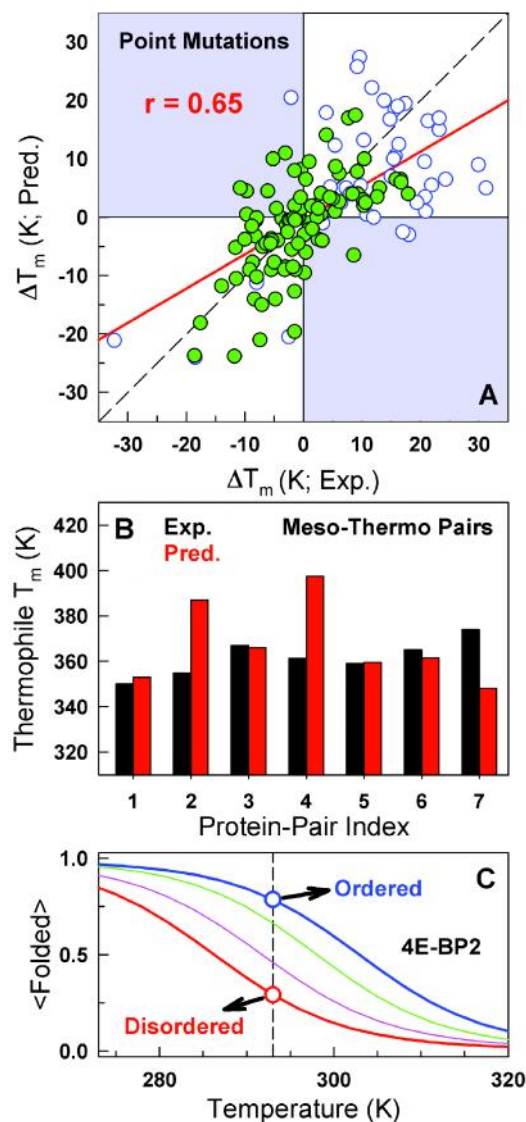 35
Point Mutations
r = 0.65
30
20
10
0
-10
-20
-30
ΔTm (K; Pred.)
A
-30 -20 -10 0 10 20 30
ΔTm (K; Exp.)
B Exp. Meso-Thermo Pairs
Pred.
420
400
380
360
340
320
Thermophile Tm (K)
1 2 3 4 5 6 7
Protein-Pair Index
1.0
0.5
0.0
<Folded>
C
Ordered
4E-BP2
Disordered
280 300 320
Temperature (K)